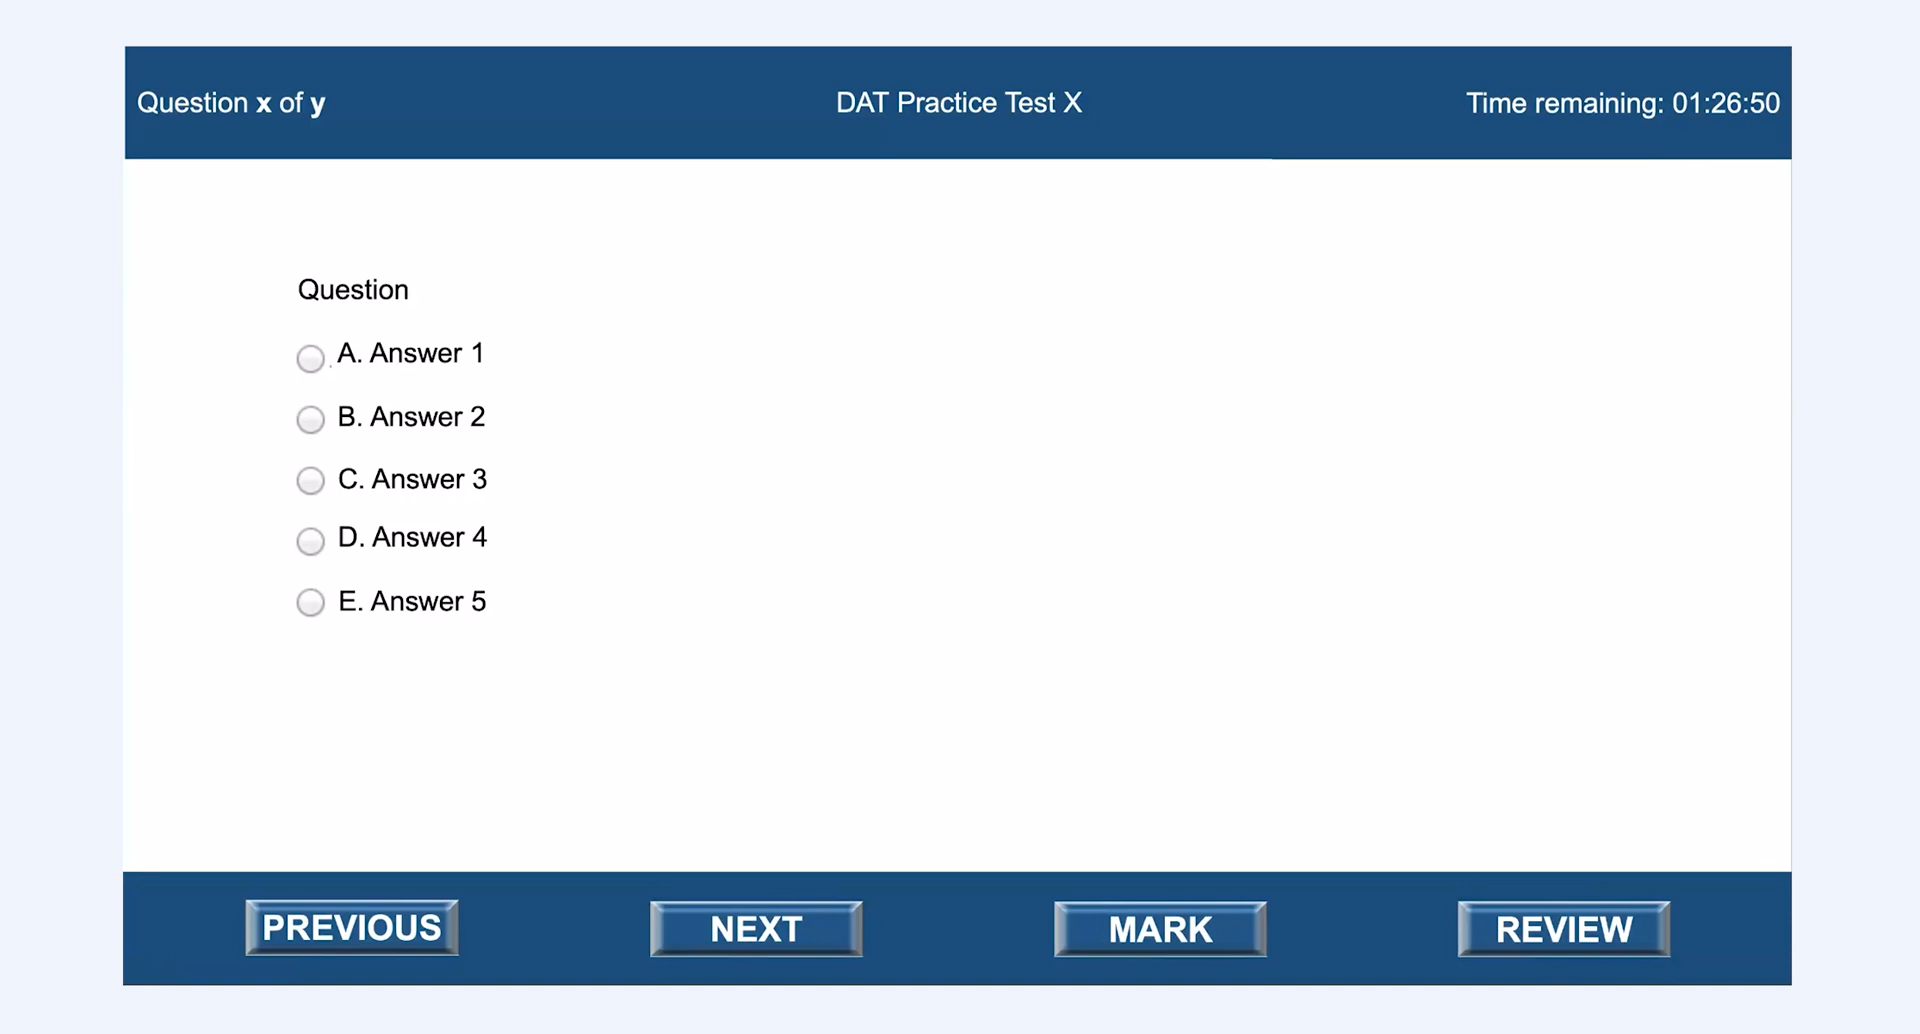 Question x of y
DAT Practice Test X
Time remaining: 01:26:50
Question
A. Answer 1
B. Answer 2
C. Answer 3
D. Answer 4
E. Answer 5
PREVIOUS
NEXT
MARK
REVIEW